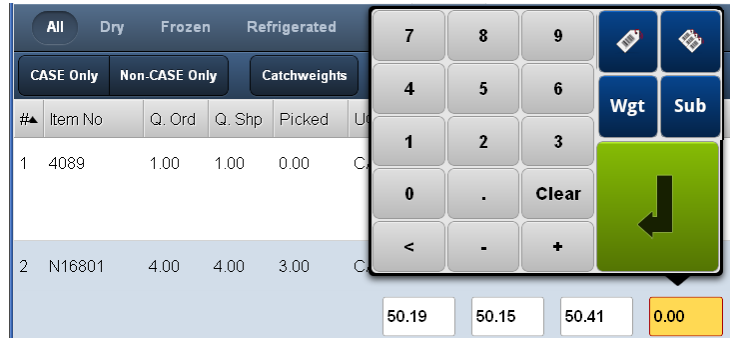 All Dry Frozen Refrigerated
CASE Only Non-CASE Only Catchweights
#▲ Item No Q. Ord Q. Shp Picked
1 4089 1.00 1.00 0.00
2 N16801 4.00 4.00 3.00
7 8 9
4 5 6 Wgt Sub
1 2 3
0 . Clear
< - +
50.19 50.15 50.41 0.00